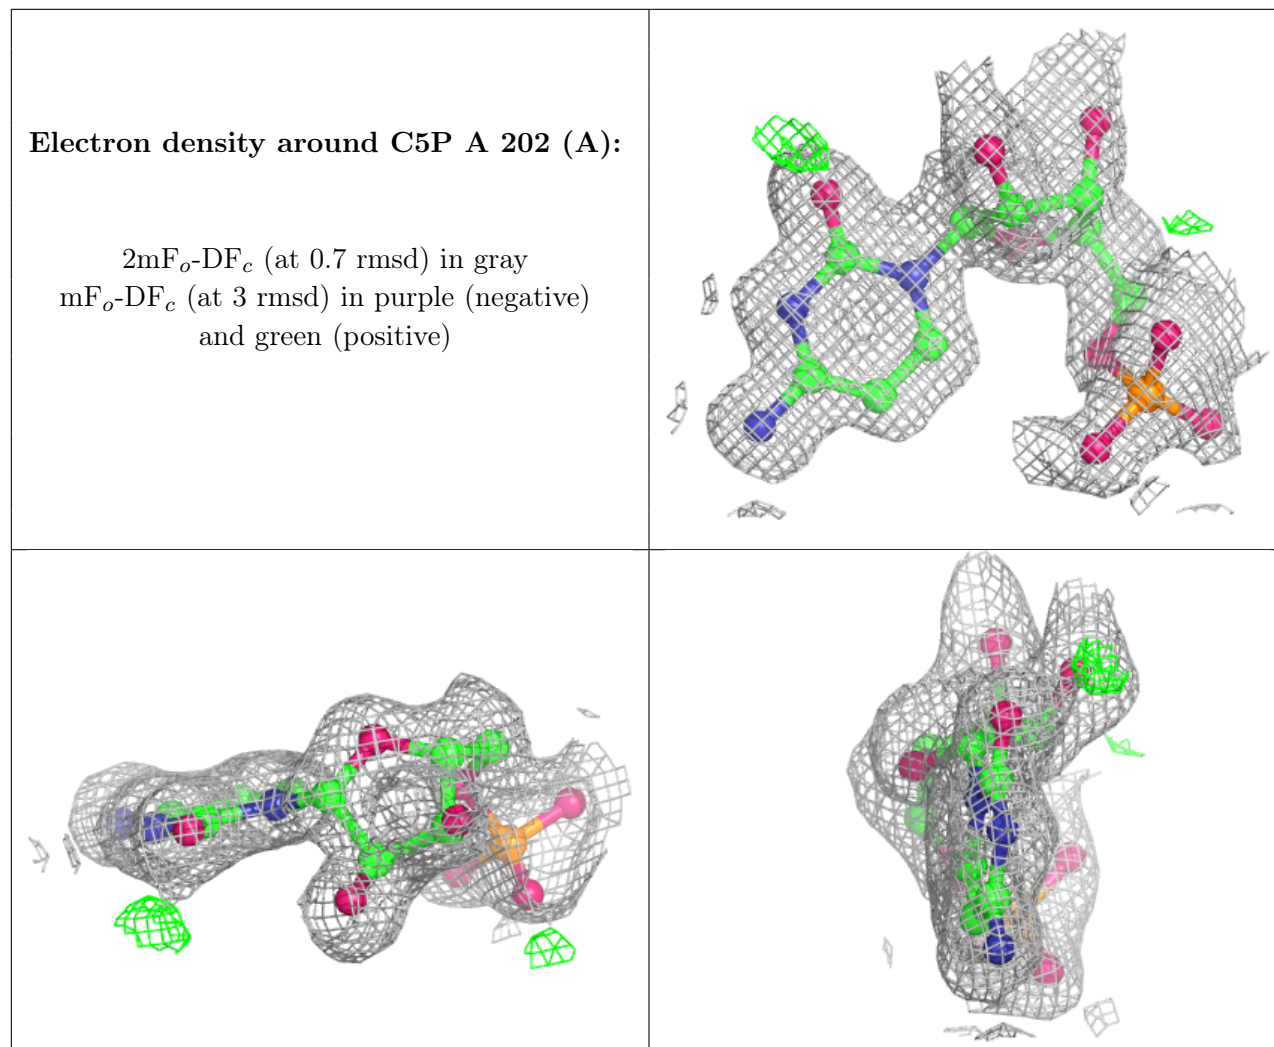 Electron density around C5P A 202 (A):
2mFo-DFc (at 0.7 rmsd) in gray
mFo-DFc (at 3 rmsd) in purple (negative)
and green (positive)